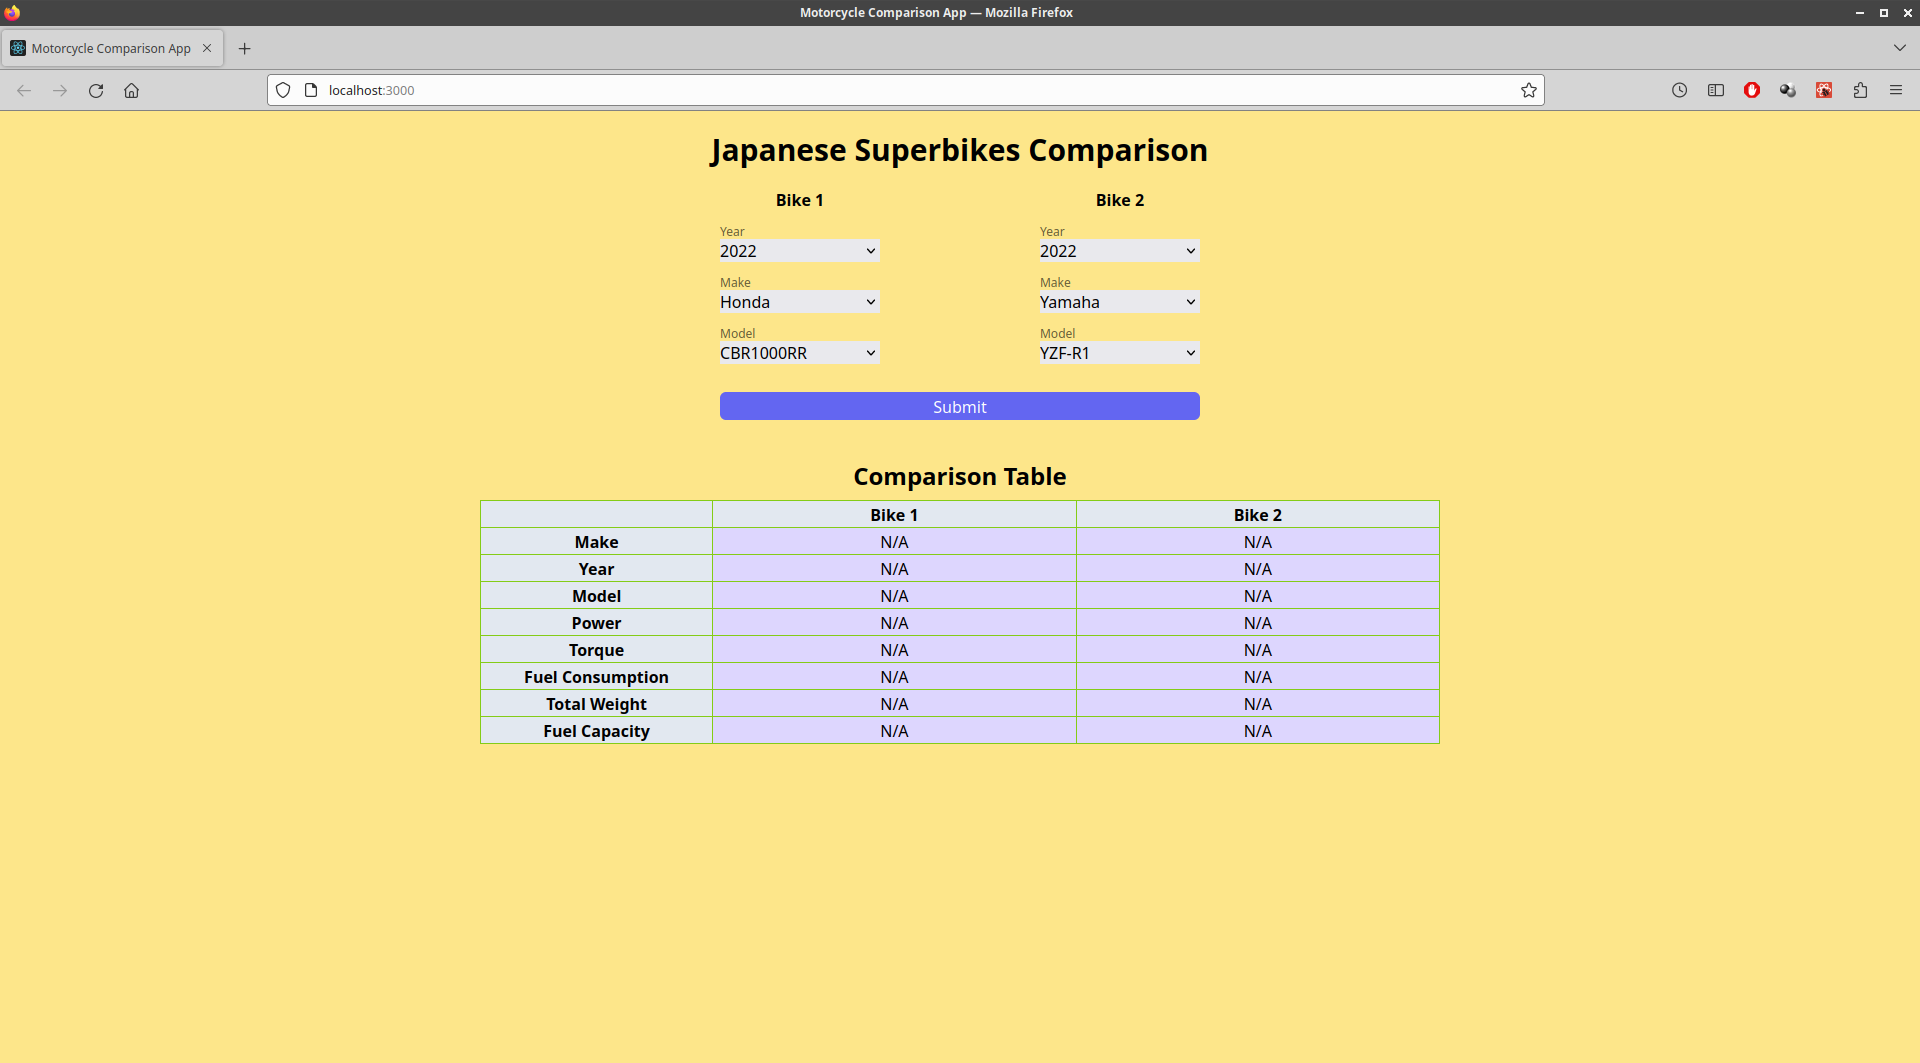 Motorcycle Comparison App — Mozilla Firefox
Motorcycle Comparison App
localhost:3000
Japanese Superbikes Comparison
Bike 1 Bike 2
Year Year
2022 2022
Make Make
Honda Yamaha
Model Model
CBR1000RR YZF-R1
Submit
Comparison Table
Bike 1 Bike 2
Make N/A N/A
Year N/A N/A
Model N/A N/A
Power N/A N/A
Torque N/A N/A
Fuel Consumption N/A N/A
Total Weight N/A N/A
Fuel Capacity N/A N/A